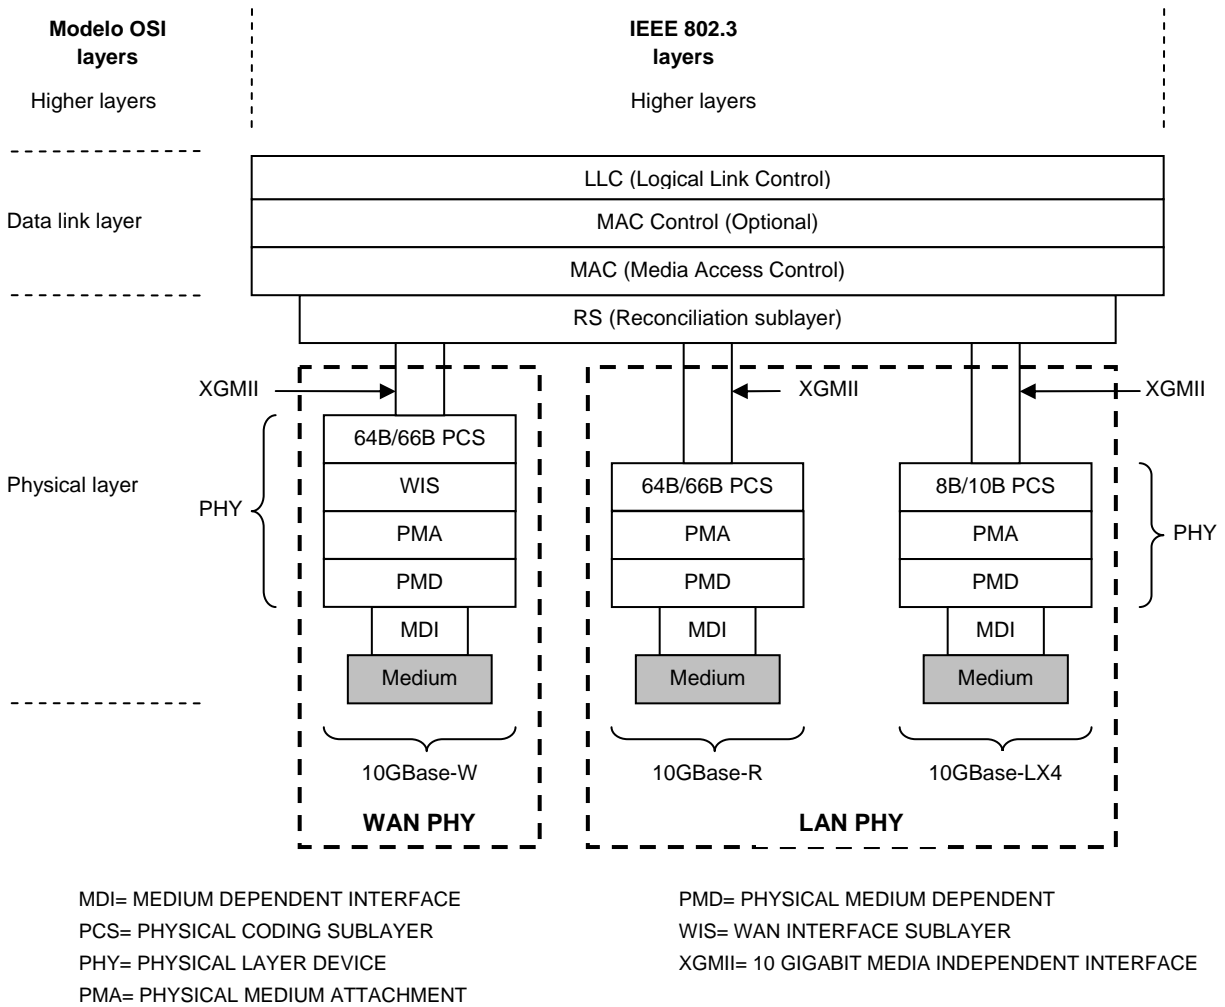 Modelo OSI
layers
IEEE 802.3
layers
Higher layers
Higher layers
LLC (Logical Link Control)
Data link layer
MAC Control (Optional)
MAC (Media Access Control)
RS (Reconciliation sublayer)
XGMII
XGMII
XGMII
64B/66B PCS
Physical layer
WIS
64B/66B PCS
8B/10B PCS
PHY
PMA
PMA
PMA
PHY
PMD
PMD
PMD
MDI
MDI
MDI
Medium
Medium
Medium
10GBase-W
10GBase-R
10GBase-LX4
WAN PHY
LAN PHY
MDI= MEDIUM DEPENDENT INTERFACE
PCS= PHYSICAL CODING SUBLAYER
PHY= PHYSICAL LAYER DEVICE
PMA= PHYSICAL MEDIUM ATTACHMENT
PMD= PHYSICAL MEDIUM DEPENDENT
WIS= WAN INTERFACE SUBLAYER
XGMII= 10 GIGABIT MEDIA INDEPENDENT INTERFACE